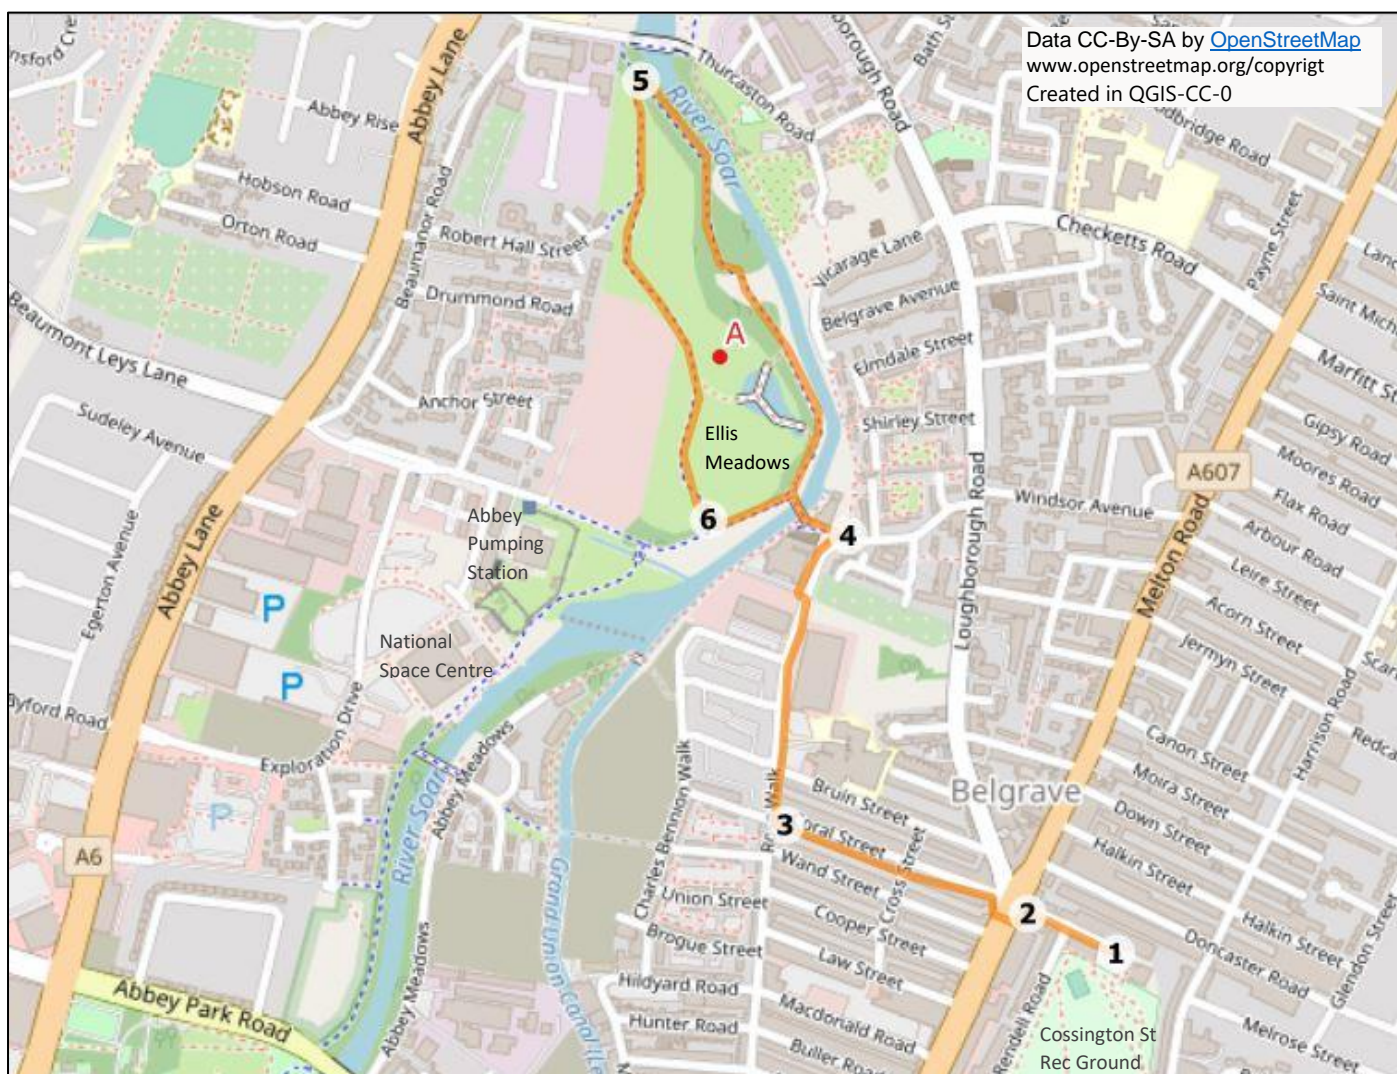 Data CC-By-SA by OpenStreetMap
www.openstreetmap.org/copyrigt
Created in QGIS-CC-0
Abbey Lane
Thurcaston Road
Bath
5
River Soar
Abbey Rise
Hobson Road
Orton Road
Beaumanor Road
Robert Hall Street
Drummond Road
Vicarage Lane
Belgrave Avenue
Checketts Road
Payne Street
Elmdale Street
Shirley Street
Beaumont Leys Lane
Anchor Street
Sudeley Avenue
A
Ellis
Meadows
Loughborough Road
Windsor Avenue
A607
Melton Road
Gipsy Road
Moores Road
Flax Road
Arbour Road
Leire Street
Acorn Street
Jermyn Street
Harrison Road
Abbey
Pumping
Station
6
4
Egerton Avenue
Abbey Lane
P
P
P
National
Space Centre
Byford Road
Exploration Drive
River Soar
Abbey Meadows
Abbey Meadows
Charles Bennion Walk
Walk
3
Bruin Street
Wand Street
Cross Street
Cooper Street
Law Street
Union Street
Brogue Street
Hildyard Road
Hunter Road
Macdonald Road
Buller Road
Belgrave
Canon Street
Moira Street
Down Street
Halkin Street
Halkin Street
Doncaster Road
Melrose Street
Glendon Street
2
1
Rendell Road
Cossington St
Rec Ground
A6
Abbey Park Road
Grand Union Canal